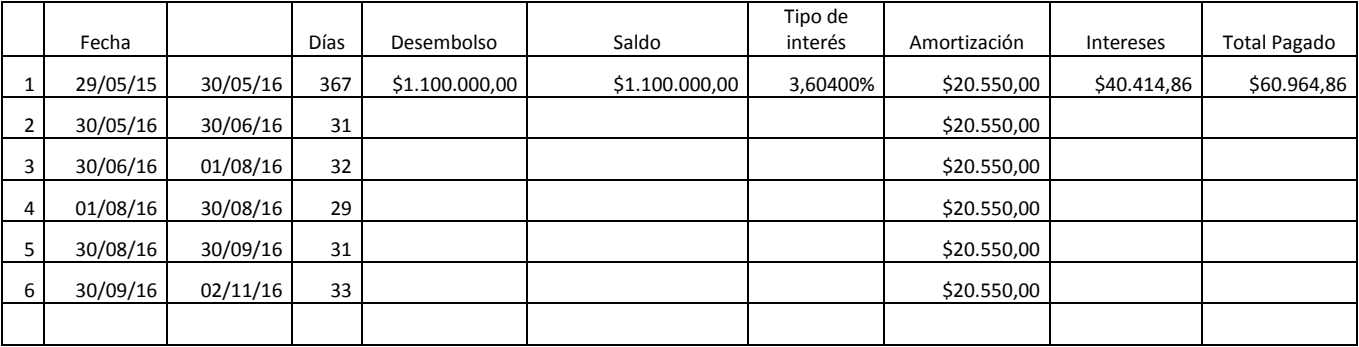 Fecha Días Desembolso Saldo Tipo de interés Amortización Intereses Total Pagado
1 29/05/15 30/05/16 367 $1.100.000,00 $1.100.000,00 3,60400% $20.550,00 $40.414,86 $60.964,86
2 30/05/16 30/06/16 31 $20.550,00
3 30/06/16 01/08/16 32 $20.550,00
4 01/08/16 30/08/16 29 $20.550,00
5 30/08/16 30/09/16 31 $20.550,00
6 30/09/16 02/11/16 33 $20.550,00